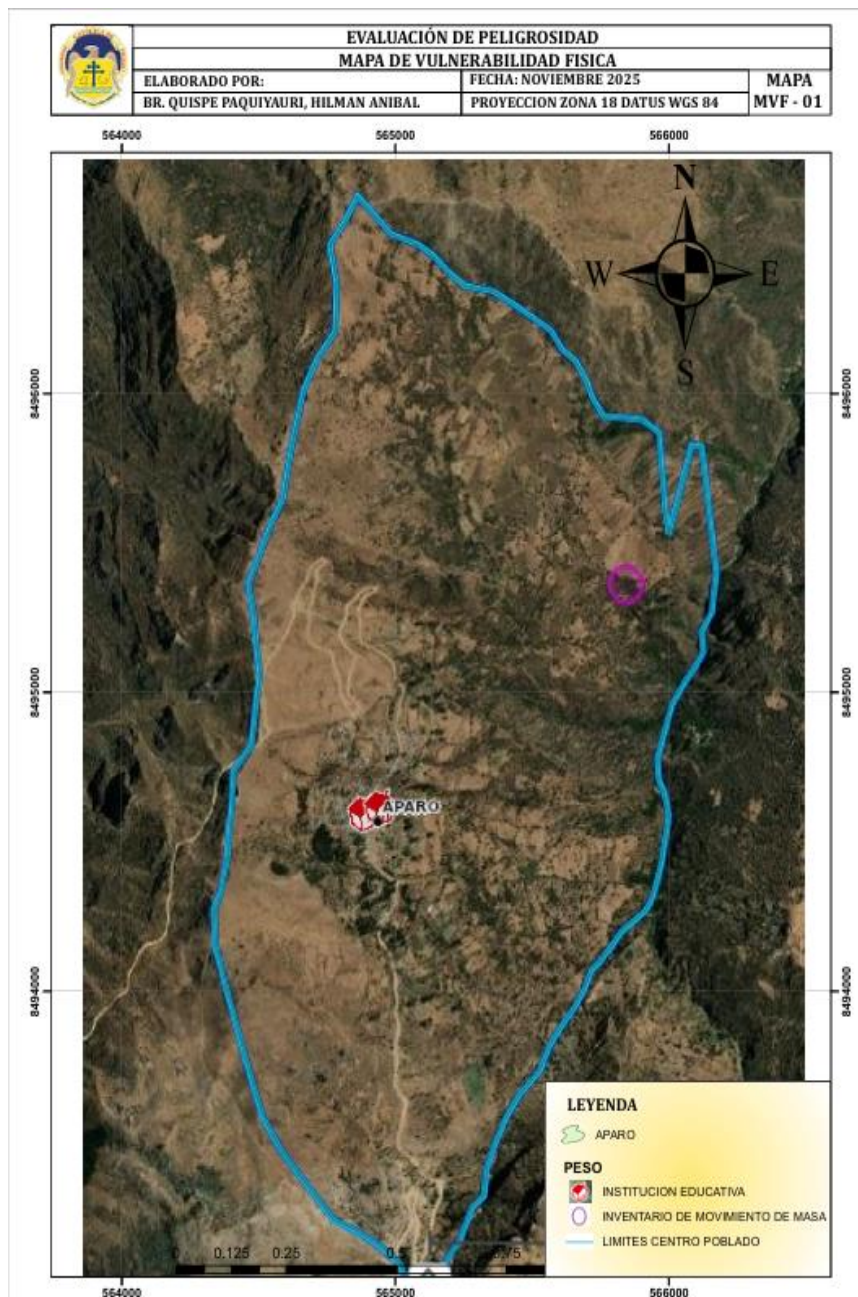 EVALUACIÓN DE PELIGROSIDAD
MAPA DE VULNERABILIDAD FISICA
ELABORADO POR:
FECHA: NOVIEMBRE 2025
MAPA
BR. QUISPE PAQUIYAURI, HILMAN ANIBAL
PROYECCION ZONA 18 DATUS WGS 84
MVF - 01
564000 565000 566000
N
W E
S
8496000 8496000
8495000 8495000
APARO
8494000 8494000
LEYENDA
APARO
PESO
INSTITUCION EDUCATIVA
INVENTARIO DE MOVIMIENTO DE MASA
LIMITES CENTRO POBLADO
0 0.125 0.25 0.5 0.75
564000 565000 566000